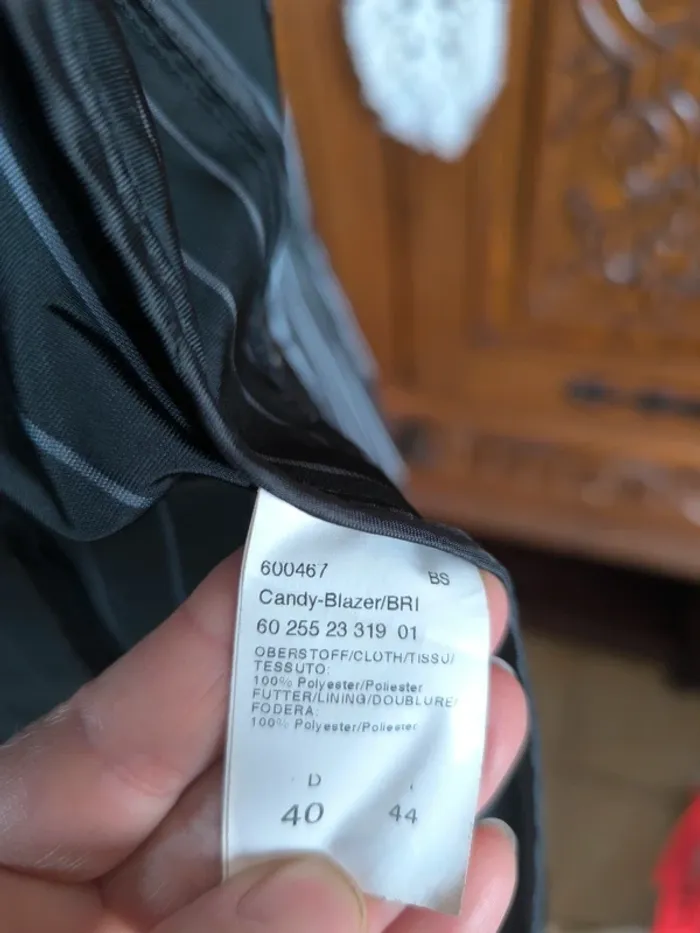 600467 BS
Candy-Blazer/BRI
60 255 23 319 01
OBERSTOFF/CLOTH/TISSU/
TESSUTO:
100% Polyester/Poliester
FUTTER/LINING/DOUBLURE/
FODERA:
100% Polyester/Poliester
D
40 44